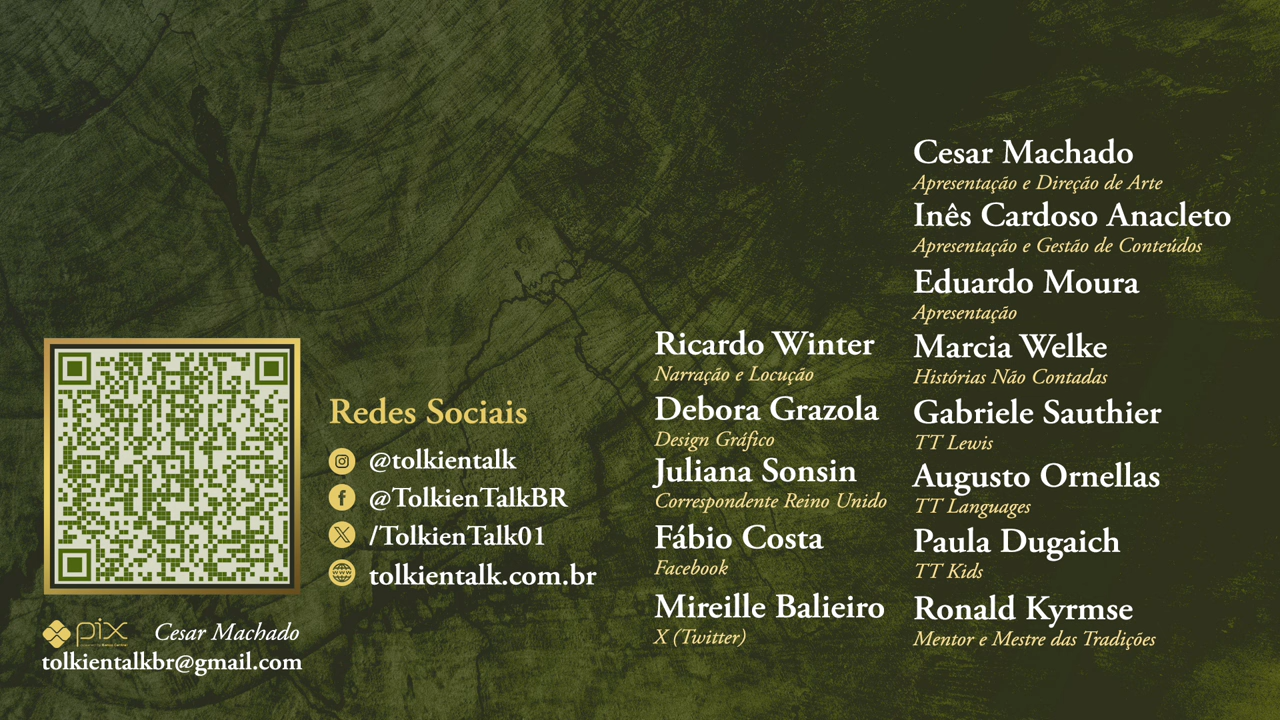 Redes Sociais
@tolkientalk
@TolkienTalkBR
/TolkienTalk01
tolkientalk.com.br
pix
Cesar Machado
tolkientalkbr@gmail.com
Ricardo Winter
Narração e Locução
Debora Grazola
Design Gráfico
Juliana Sonsin
Correspondente Reino Unido
Fábio Costa
Facebook
Mireille Balieiro
X (Twitter)
Cesar Machado
Apresentação e Direção de Arte
Inês Cardoso Anacleto
Apresentação e Gestão de Conteúdos
Eduardo Moura
Apresentação
Marcia Welke
Histórias Não Contadas
Gabriele Sauthier
TT Lewis
Augusto Ornellas
TT Languages
Paula Dugaich
TT Kids
Ronald Kyrmse
Mentor e Mestre das Tradições